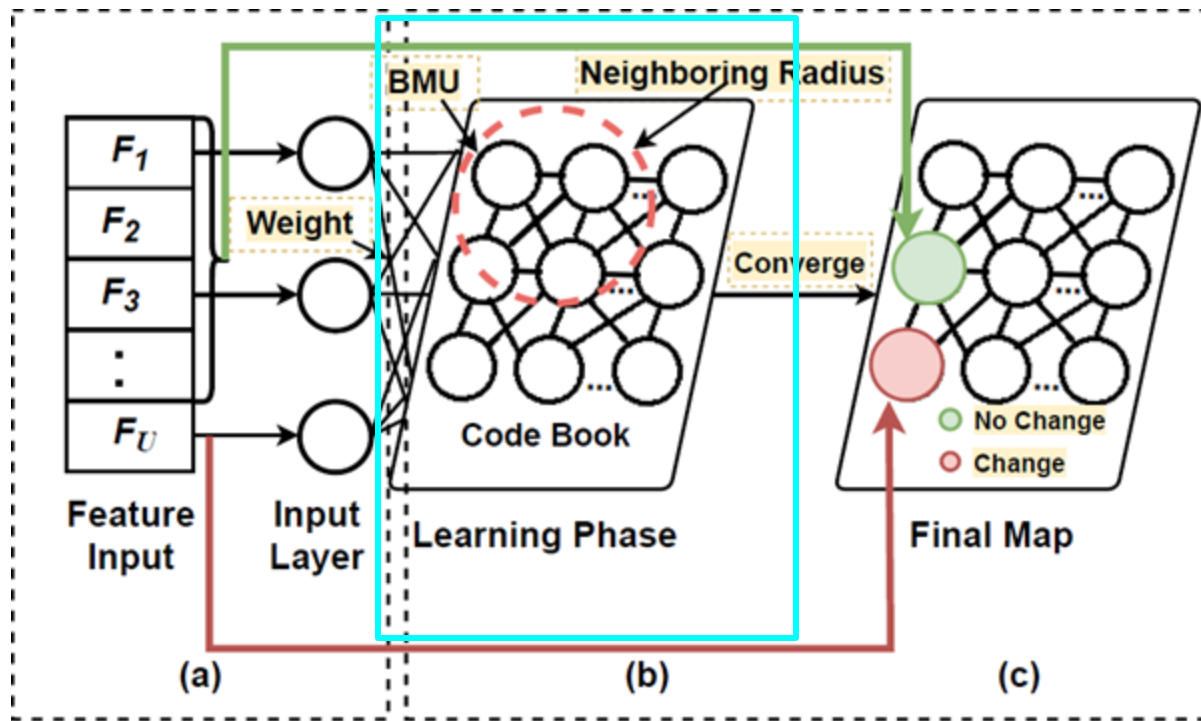 BMU
Neighboring Radius
F1
F2
F3
:
FU
Weight
...
...
...
Code Book
Converge
...
...
...
No Change
Change
Feature
Input
Input
Layer
Learning Phase
Final Map
(a)
(b)
(c)